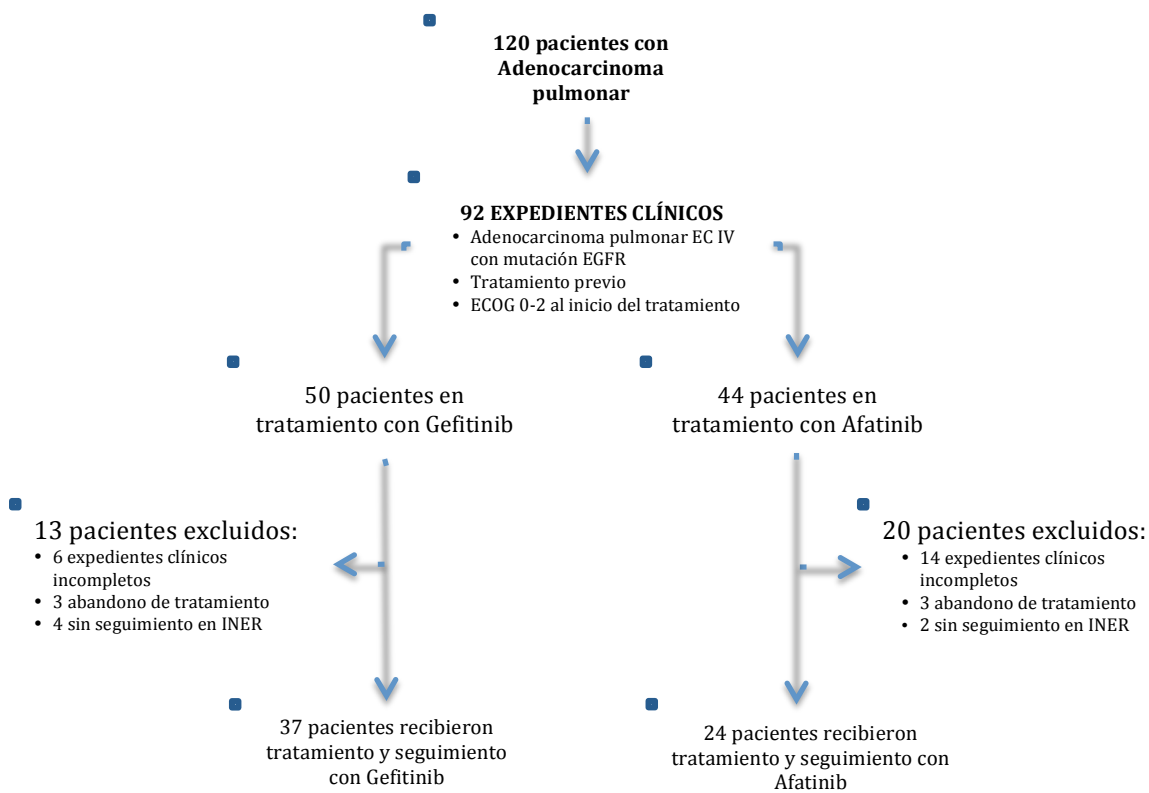 120 pacientes con
Adenocarcinoma
pulmonar
92 EXPEDIENTES CLÍNICOS
• Adenocarcinoma pulmonar EC IV
con mutación EGFR
• Tratamiento previo
• ECOG 0-2 al inicio del tratamiento
50 pacientes en
tratamiento con Gefitinib
44 pacientes en
tratamiento con Afatinib
13 pacientes excluidos:
• 6 expedientes clínicos
incompletos
• 3 abandono de tratamiento
• 4 sin seguimiento en INER
20 pacientes excluidos:
• 14 expedientes clínicos
incompletos
• 3 abandono de tratamiento
• 2 sin seguimiento en INER
37 pacientes recibieron
tratamiento y seguimiento
con Gefitinib
24 pacientes recibieron
tratamiento y seguimiento con
Afatinib